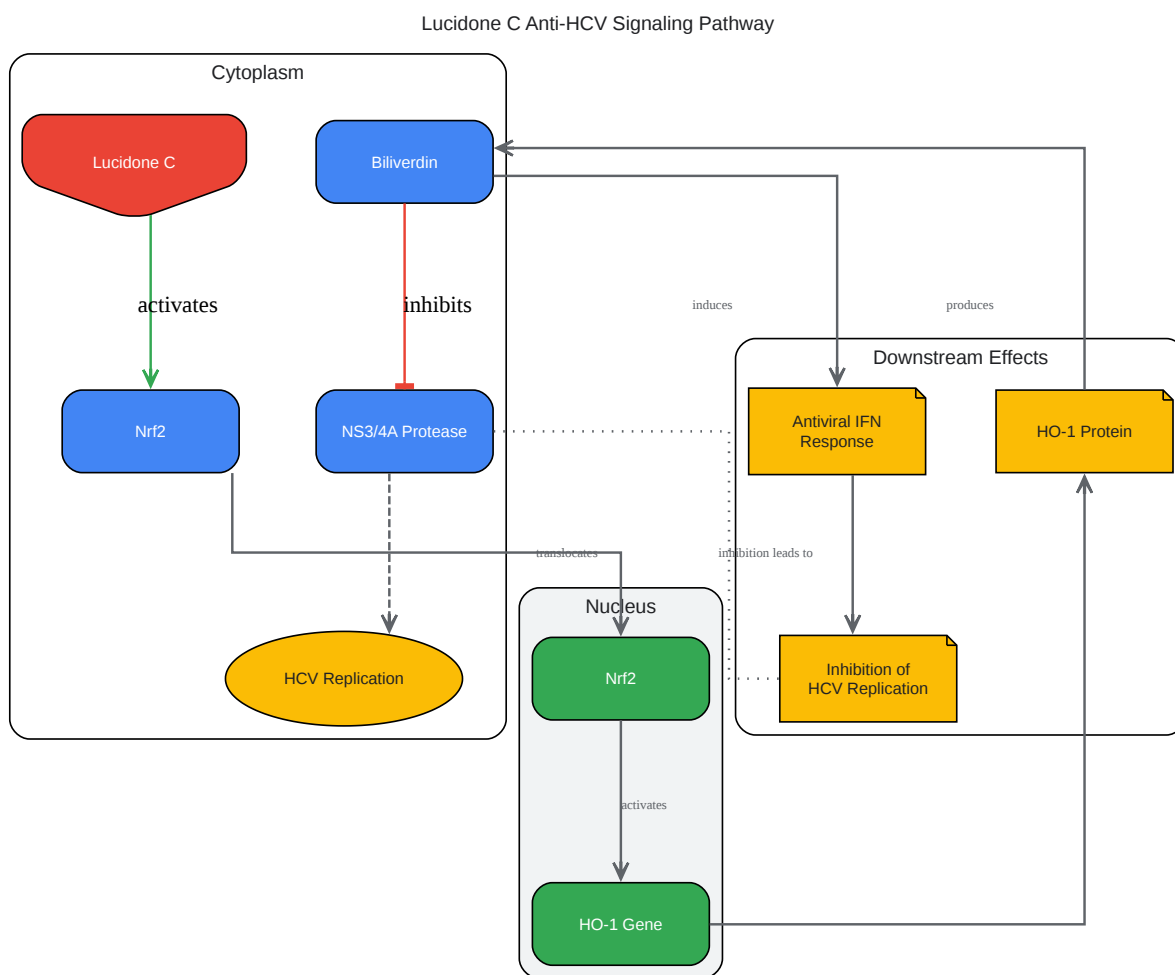 Lucidone C Anti-HCV Signaling Pathway
Cytoplasm
Lucidone C
Biliverdin
activates
inhibits
induces
produces
Downstream Effects
Nrf2
NS3/4A Protease
Antiviral IFN
Response
HO-1 Protein
translocates
inhibition leads to
Nucleus
HCV Replication
Nrf2
Inhibition of
HCV Replication
activates
HO-1 Gene